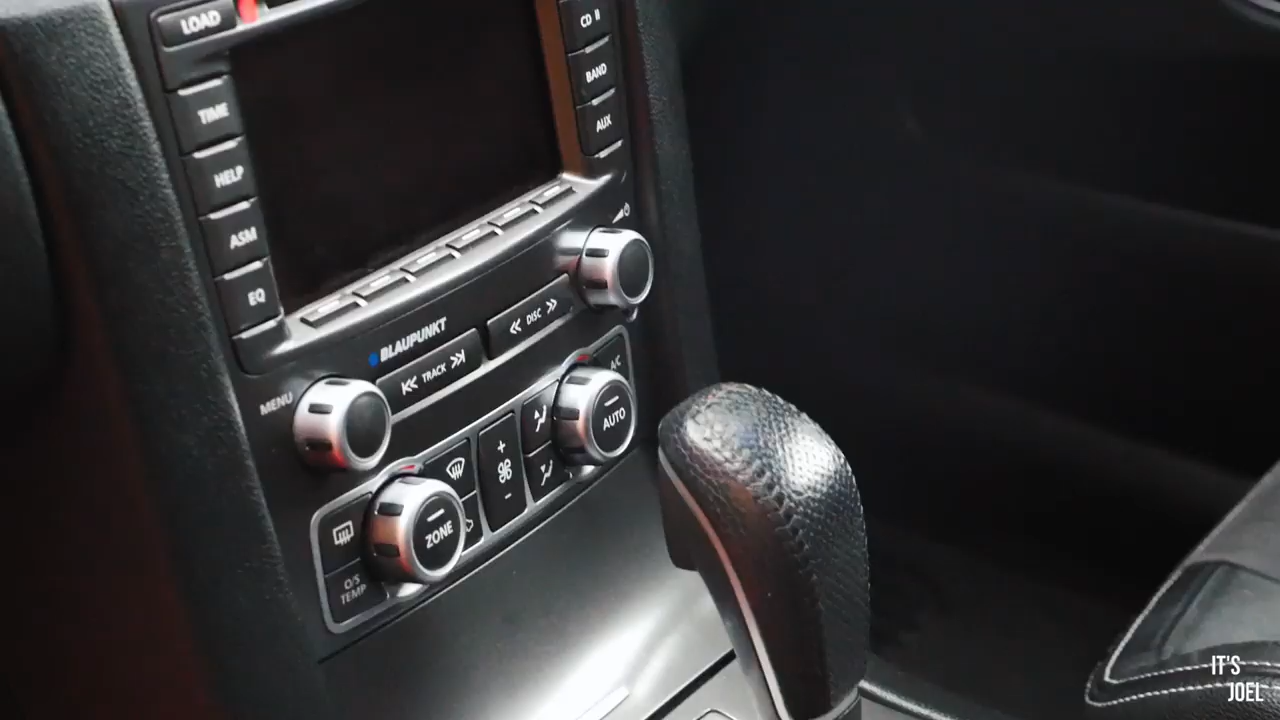 LOAD
CD II
BAND
TIME
AUX
HELP
ASM
EQ
BLAUPUNKT
DISC
TRACK
MENU
A/C
AUTO
ZONE
O/S
TEMP
IT'S
JOEL